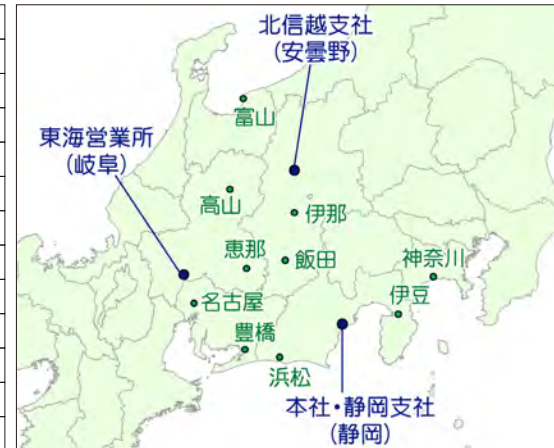 北信越支社
(安曇野)
富山
東海営業所
(岐阜)
高山
伊那
恵那
飯田
神奈川
名古屋
伊豆
豊橋
浜松
本社・静岡支社
(静岡)